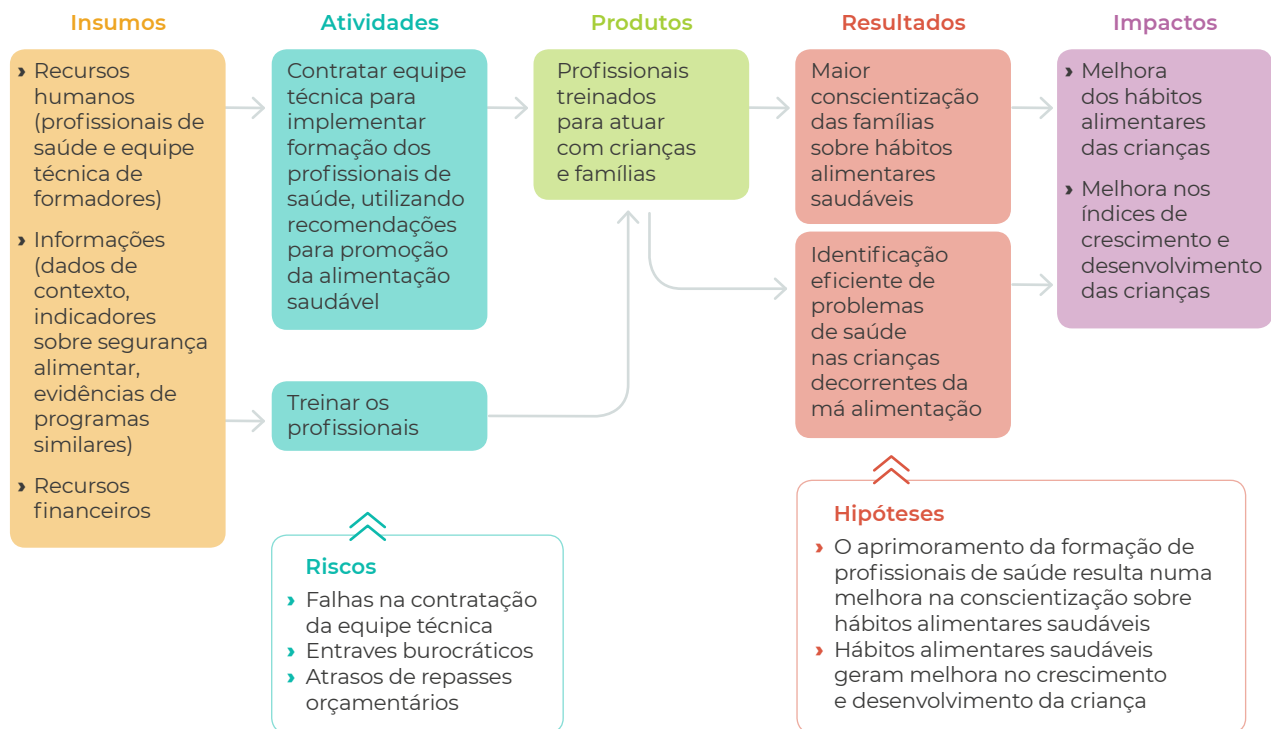 Insumos
› Recursos
humanos
(profissionais de
saúde e equipe
técnica de
formadores)
› Informações
(dados de
contexto,
indicadores
sobre segurança
alimentar,
evidências de
programas
similares)
› Recursos
financeiros
Atividades
Contratar equipe
técnica para
implementar
formação dos
profissionais de
saúde, utilizando
recomendações
para promoção
da alimentação
saudável
Treinar os
profissionais
Riscos
› Falhas na contratação
da equipe técnica
› Entraves burocráticos
› Atrasos de repasses
orçamentários
Produtos
Profissionais
treinados
para atuar
com crianças
e famílias
Resultados
Maior
conscientização
das famílias
sobre hábitos
alimentares
saudáveis
Identificação
eficiente de
problemas
de saúde
nas crianças
decorrentes da
má alimentação
Hipóteses
› O aprimoramento da formação de
profissionais de saúde resulta numa
melhora na conscientização sobre
hábitos alimentares saudáveis
› Hábitos alimentares saudáveis
geram melhora no crescimento
e desenvolvimento da criança
Impactos
› Melhora
dos hábitos
alimentares
das crianças
› Melhora nos
índices de
crescimento e
desenvolvimento
das crianças